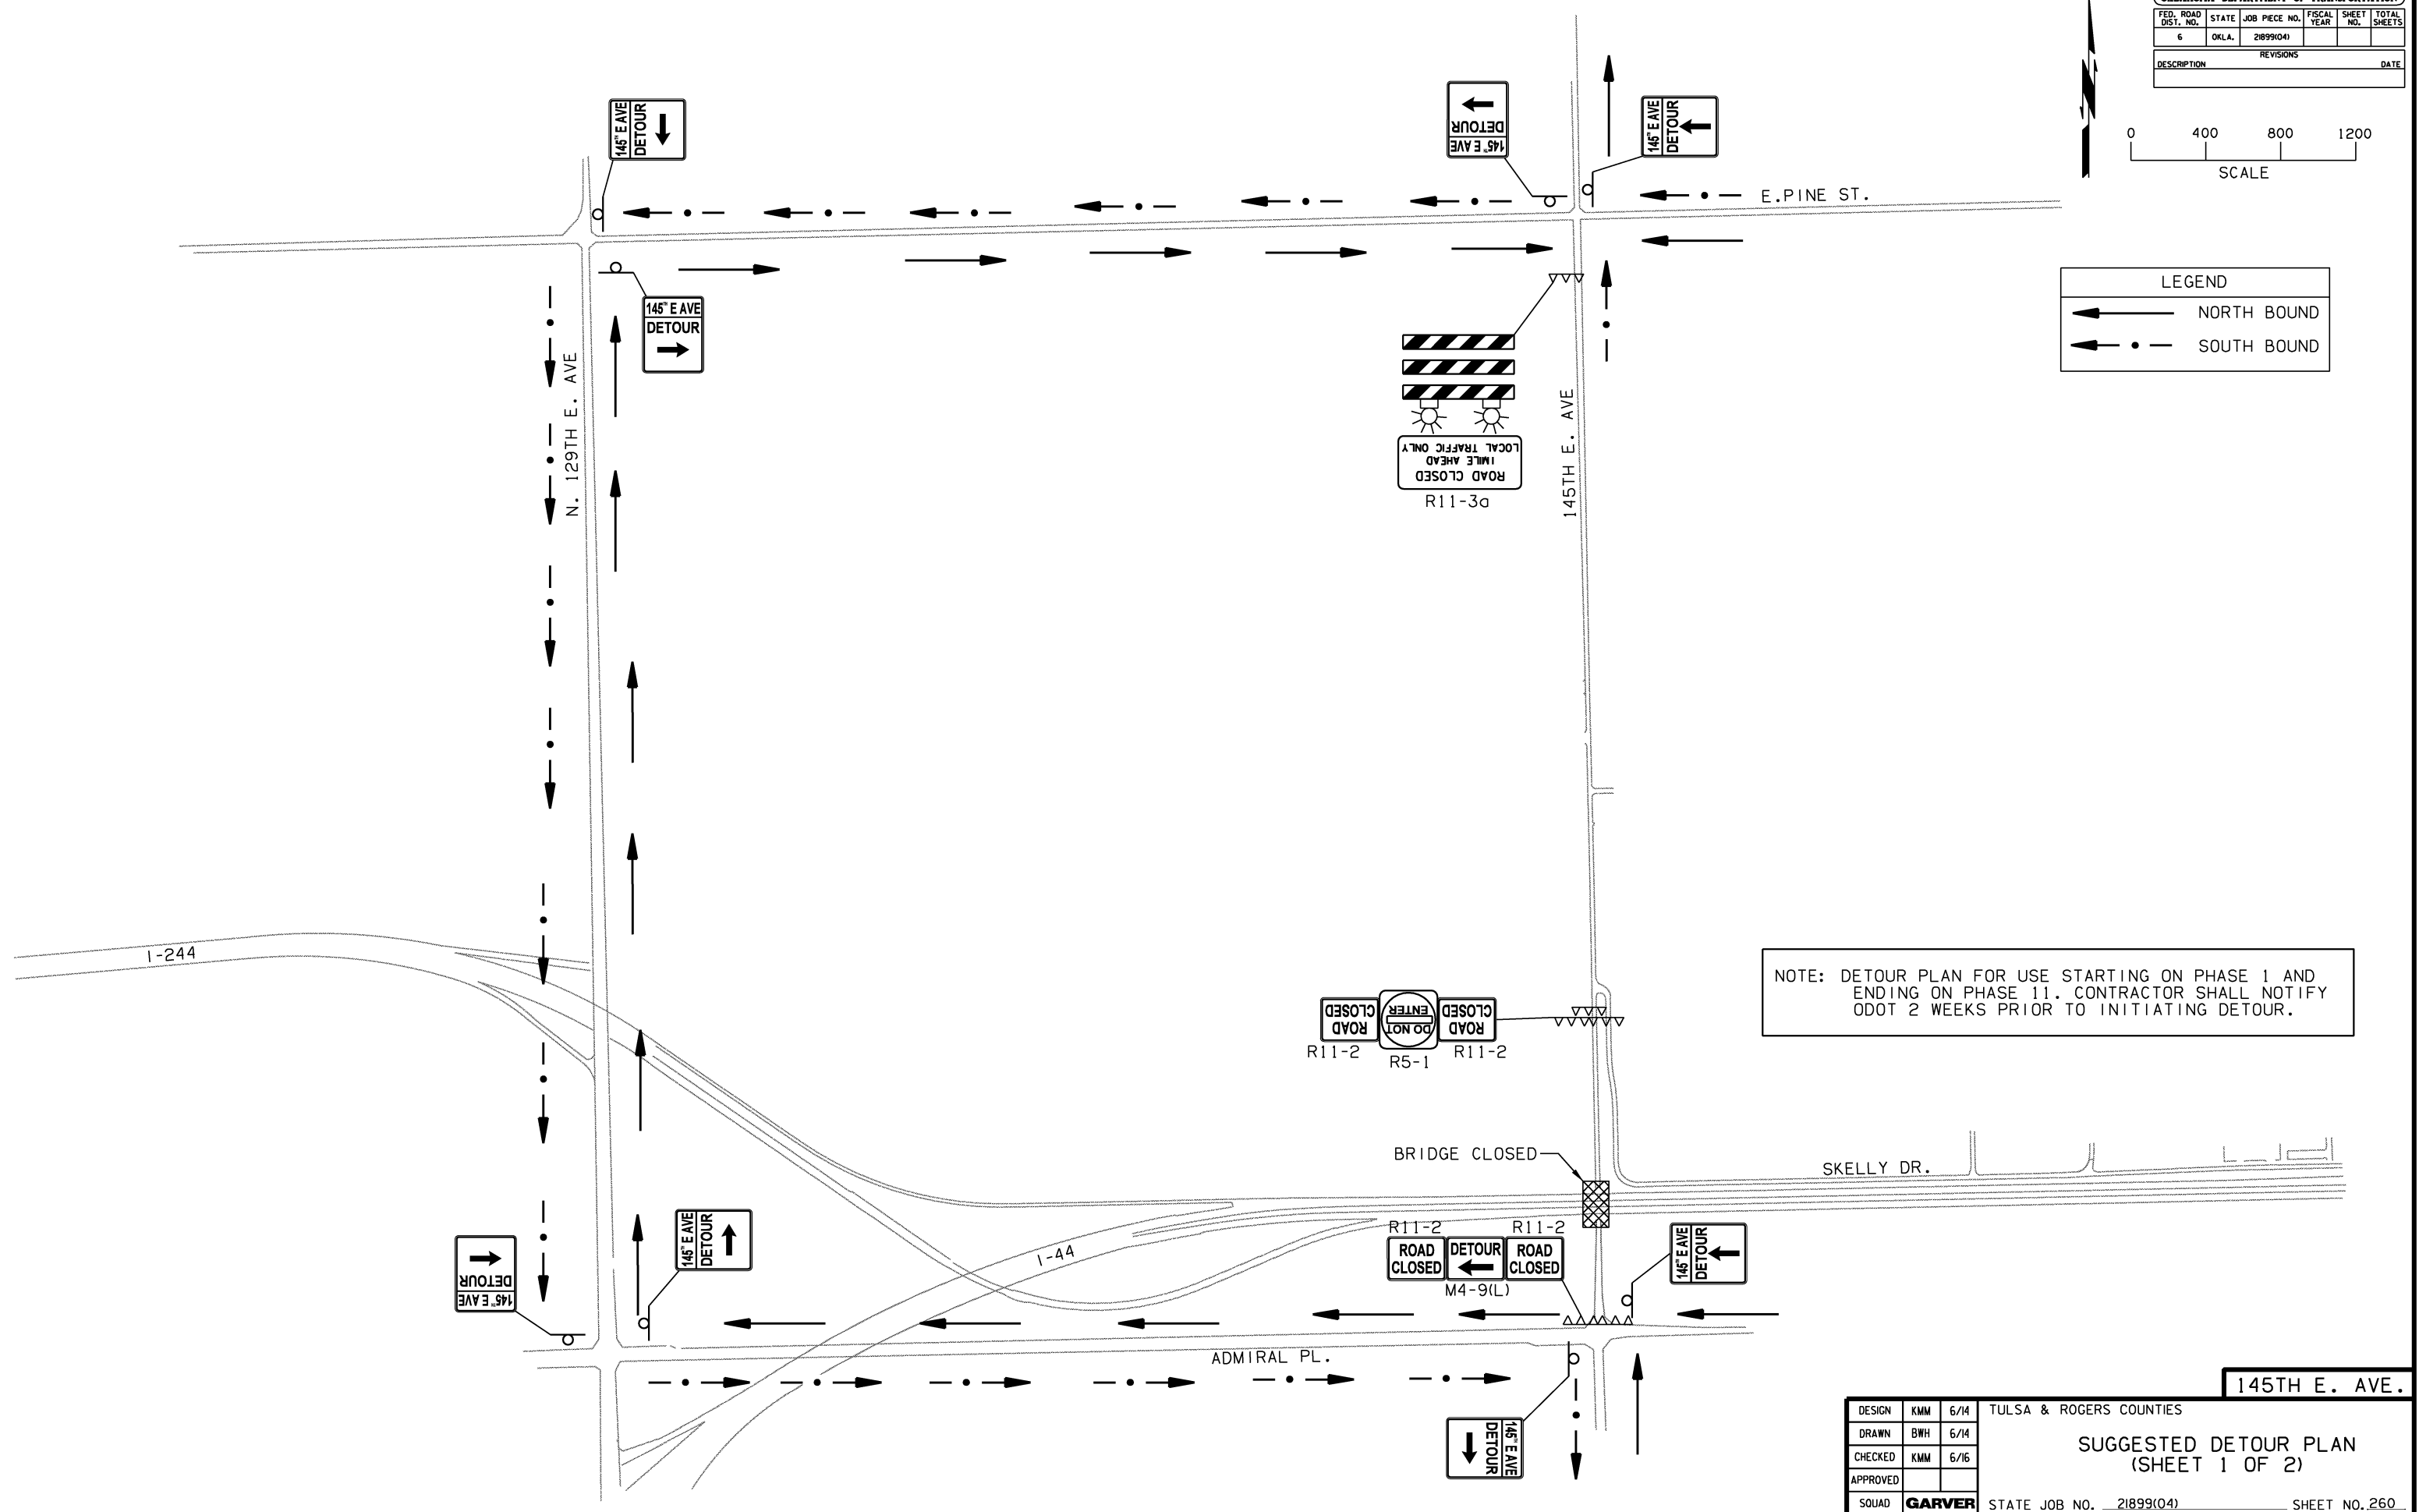 FED. ROAD DIST. NO. STATE JOB PIECE NO. FISCAL YEAR SHEET NO. TOTAL SHEETS
6 OKLA. 21899(04)
REVISIONS
DESCRIPTION DATE
0 400 800 1200
SCALE
145TH E AVE
DETOUR
145TH E AVE
DETOUR
145TH E AVE
DETOUR
E.PINE ST.
LEGEND
NORTH BOUND
SOUTH BOUND
145TH E AVE
DETOUR
N. 129TH E. AVE
145TH E. AVE
ROAD CLOSED
1 MILE AHEAD
LOCAL TRAFFIC ONLY
R11-3a
I-244
NOTE: DETOUR PLAN FOR USE STARTING ON PHASE 1 AND
ENDING ON PHASE 11. CONTRACTOR SHALL NOTIFY
ODOT 2 WEEKS PRIOR TO INITIATING DETOUR.
ROAD CLOSED
DO NOT ENTER
ROAD CLOSED
R11-2 R5-1 R11-2
BRIDGE CLOSED
SKELLY DR.
R11-2 R11-2
ROAD CLOSED
DETOUR
ROAD CLOSED
M4-9(L)
145TH E AVE
DETOUR
I-44
145TH E AVE
DETOUR
145TH E AVE
DETOUR
ADMIRAL PL.
145TH E AVE
DETOUR
145TH E. AVE.
DESIGN KMM 6/14
DRAWN BWH 6/14
CHECKED KMM 6/16
APPROVED
SQUAD GARVER
TULSA & ROGERS COUNTIES
SUGGESTED DETOUR PLAN
(SHEET 1 OF 2)
STATE JOB NO. 21899(04) SHEET NO. 260